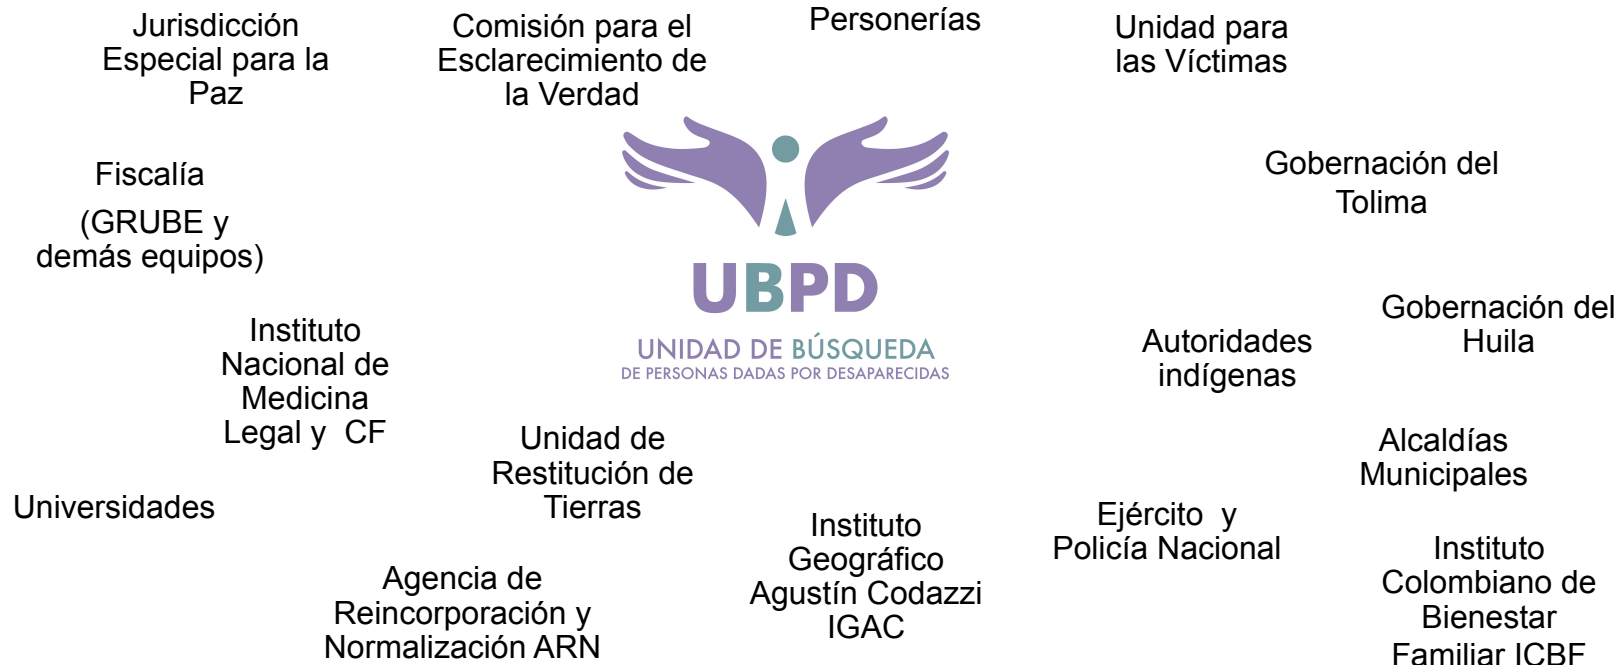 Jurisdicción
Especial para la
Paz
Comisión para el
Esclarecimiento de
la Verdad
Personerías
Unidad para
las Víctimas
Fiscalía
(GRUBE y
demás equipos)
Gobernación del
Tolima
UBPD
UNIDAD DE BÚSQUEDA
DE PERSONAS DADAS POR DESAPARECIDAS
Instituto
Nacional de
Medicina
Legal y CF
Autoridades
indígenas
Gobernación del
Huila
Universidades
Unidad de
Restitución de
Tierras
Alcaldías
Municipales
Agencia de
Reincorporación y
Normalización ARN
Instituto
Geográfico
Agustín Codazzi
IGAC
Ejército y
Policía Nacional
Instituto
Colombiano de
Bienestar
Familiar ICBF